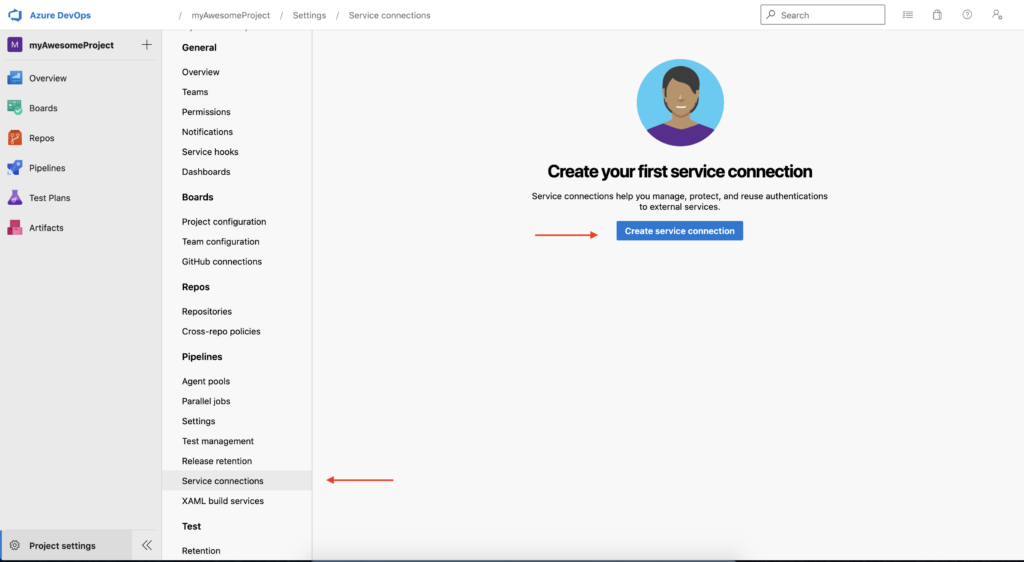 Azure DevOps
/ myAwesomeProject / Settings / Service connections
Search
M myAwesomeProject
Overview
Boards
Repos
Pipelines
Test Plans
Artifacts
Project settings
General
Overview
Teams
Permissions
Notifications
Service hooks
Dashboards
Boards
Project configuration
Team configuration
GitHub connections
Repos
Repositories
Cross-repo policies
Pipelines
Agent pools
Parallel jobs
Settings
Test management
Release retention
Service connections
XAML build services
Test
Retention
Create your first service connection
Service connections help you manage, protect, and reuse authentications
to external services.
Create service connection